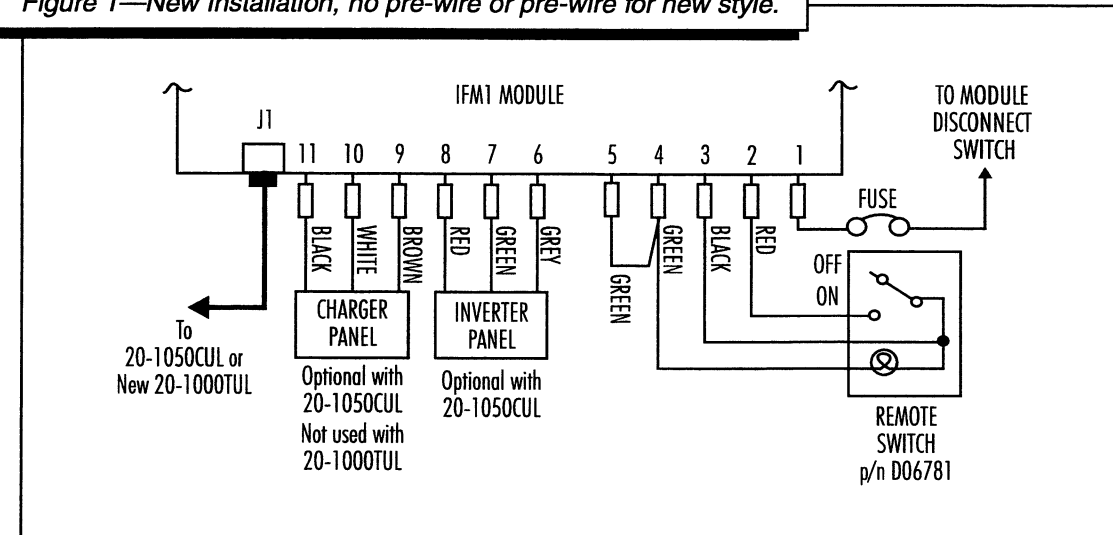 Figure 1—New installation, no pre-wire or pre-wire for new style.
IFM1 MODULE
TO MODULE
DISCONNECT
SWITCH
J1
11 10 9 8 7 6 5 4 3 2 1
FUSE
BLACK
WHITE
BROWN
RED
GREEN
GREY
GREEN
GREEN
BLACK
RED
OFF
ON
CHARGER
PANEL
INVERTER
PANEL
To
20-1050CUL or
New 20-1000TUL
Optional with
20-1050CUL
Not used with
20-1000TUL
Optional with
20-1050CUL
REMOTE
SWITCH
p/n D06781